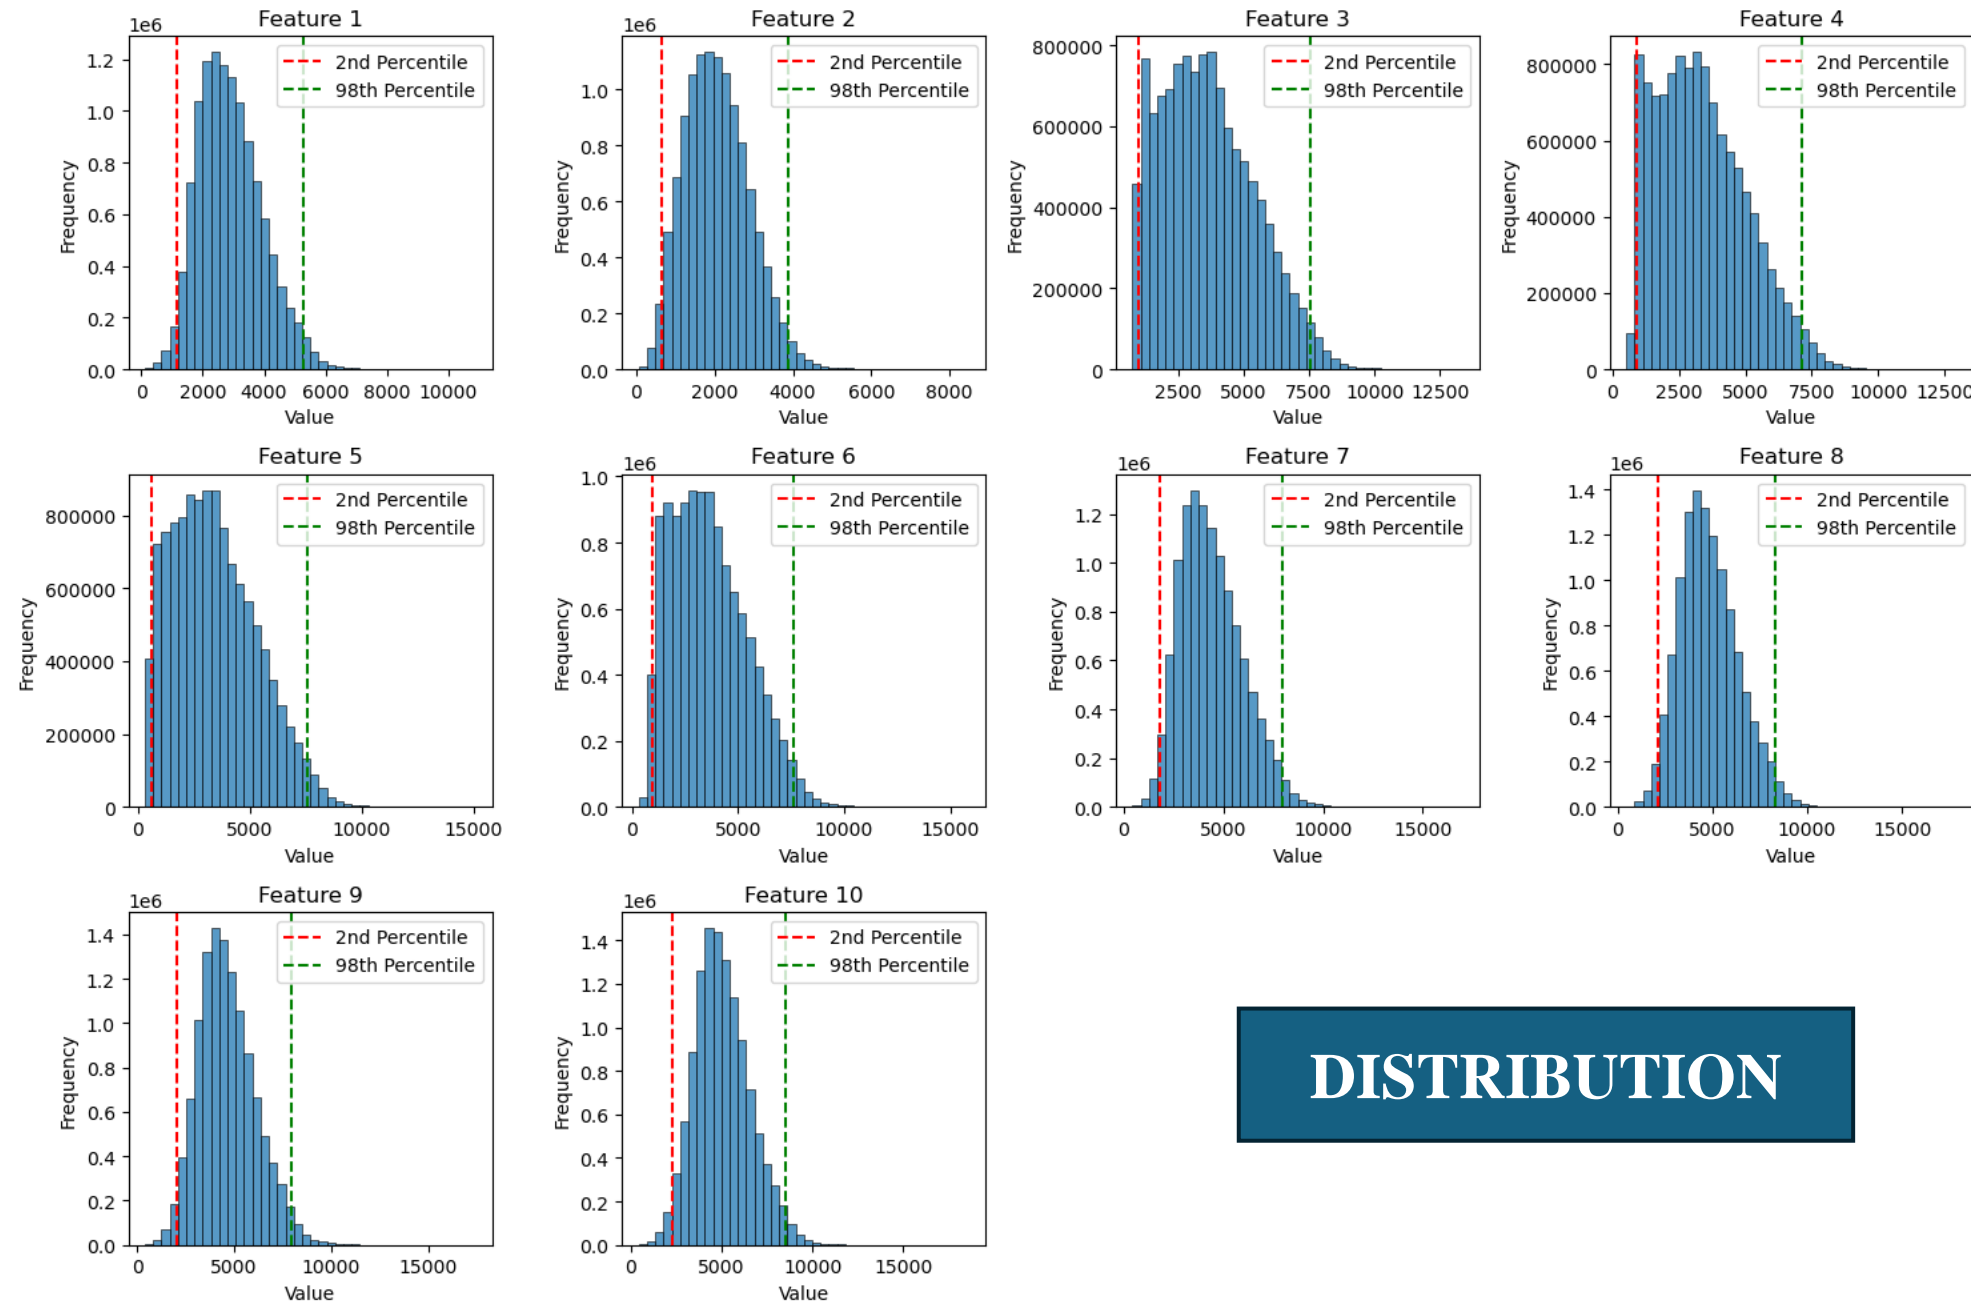 Feature 1
1e6
2nd Percentile
98th Percentile
1.2
1.0
0.8
0.6
0.4
0.2
0.0
Frequency
0 2000 4000 6000 8000 10000
Value
Feature 2
1e6
2nd Percentile
98th Percentile
1.0
0.8
0.6
0.4
0.2
0.0
Frequency
0 2000 4000 6000 8000
Value
Feature 3
2nd Percentile
98th Percentile
800000
600000
400000
200000
0
Frequency
2500 5000 7500 10000 12500
Value
Feature 4
2nd Percentile
98th Percentile
800000
600000
400000
200000
0
Frequency
0 2500 5000 7500 10000 12500
Value
Feature 5
2nd Percentile
98th Percentile
800000
600000
400000
200000
0
Frequency
0 5000 10000 15000
Value
Feature 6
1e6
2nd Percentile
98th Percentile
1.0
0.8
0.6
0.4
0.2
0.0
Frequency
0 5000 10000 15000
Value
Feature 7
1e6
2nd Percentile
98th Percentile
1.2
1.0
0.8
0.6
0.4
0.2
0.0
Frequency
0 5000 10000 15000
Value
Feature 8
1e6
2nd Percentile
98th Percentile
1.4
1.2
1.0
0.8
0.6
0.4
0.2
0.0
Frequency
0 5000 10000 15000
Value
Feature 9
1e6
2nd Percentile
98th Percentile
1.4
1.2
1.0
0.8
0.6
0.4
0.2
0.0
Frequency
0 5000 10000 15000
Value
Feature 10
1e6
2nd Percentile
98th Percentile
1.4
1.2
1.0
0.8
0.6
0.4
0.2
0.0
Frequency
0 5000 10000 15000
Value
DISTRIBUTION